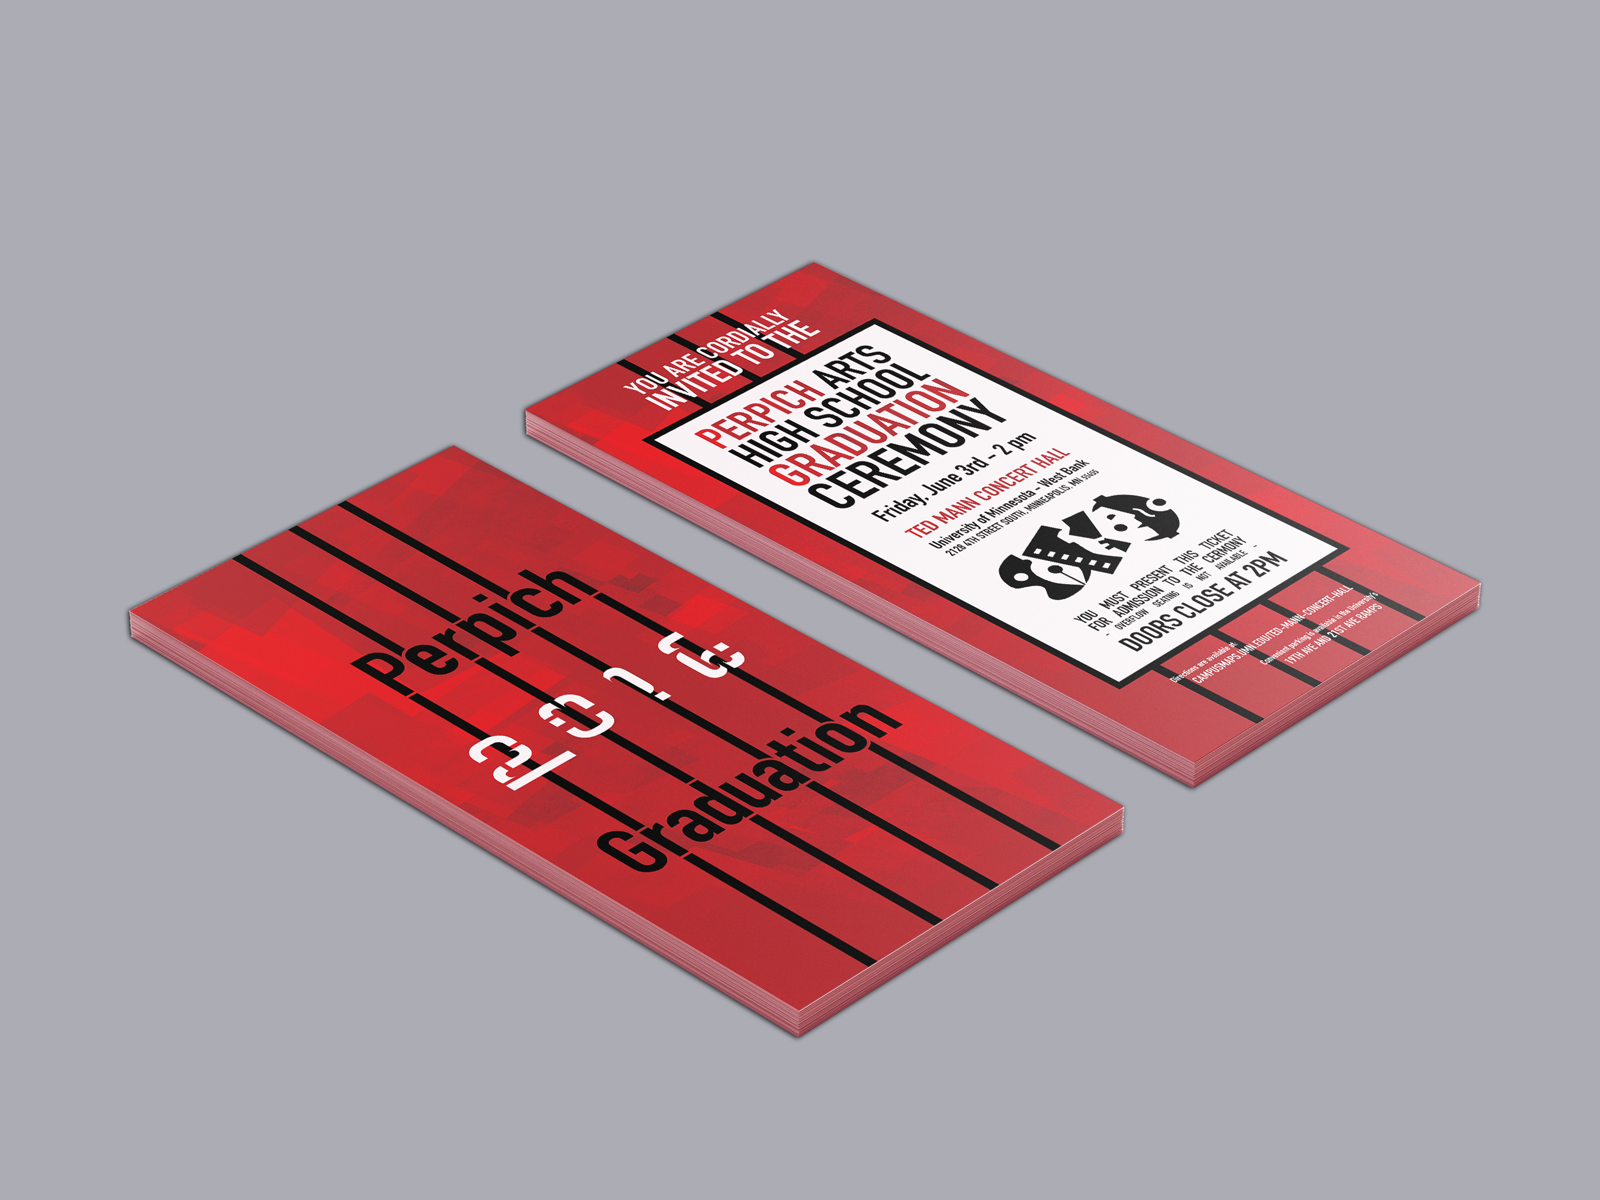 Perpich
2016
Graduation
YOU ARE CORDIALLY
INVITED TO THE
PERPICH ARTS
HIGH SCHOOL
GRADUATION
CEREMONY
Friday, June 3rd - 2 pm
TED MANN CONCERT HALL
University of Minnesota - West Bank
2128 4TH STREET SOUTH, MINNEAPOLIS, MN 55455
YOU MUST PRESENT THIS TICKET
FOR ADMISSION TO THE CERMONY
- OVERFLOW SEATING IS NOT AVAILABLE -
DOORS CLOSE AT 2PM
Directions are available at:
CAMPUSMAPS.UMN.EDU/TED-MANN-CONCERT-HALL
Convenient parking is available in the University's
19TH AVE AND 21ST AVE RAMPS